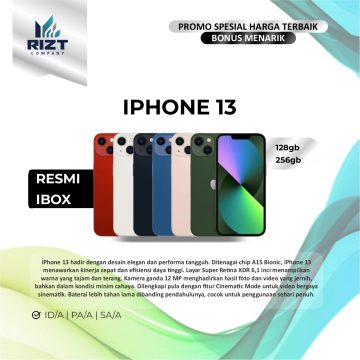 RIZT
COMPANY
PROMO SPESIAL HARGA TERBAIK
BONUS MENARIK
IPHONE 13
128gb
256gb
RESMI
IBOX
iPhone 13 hadir dengan desain elegan dan performa tangguh. Ditenagai chip A15 Bionic, iPhone 13
menawarkan kinerja cepat dan efisiensi daya tinggi. Layar Super Retina XDR 6,1 inci menampilkan
warna yang tajam dan terang. Kamera ganda 12 MP menghadirkan hasil foto dan video yang jernih,
bahkan dalam kondisi minim cahaya. Dilengkapi pula dengan fitur Cinematic Mode untuk video bergaya
sinematik. Baterai lebih tahan lama dibanding pendahulunya, cocok untuk penggunaan sehari penuh.
ID/A | PA/A | SA/A